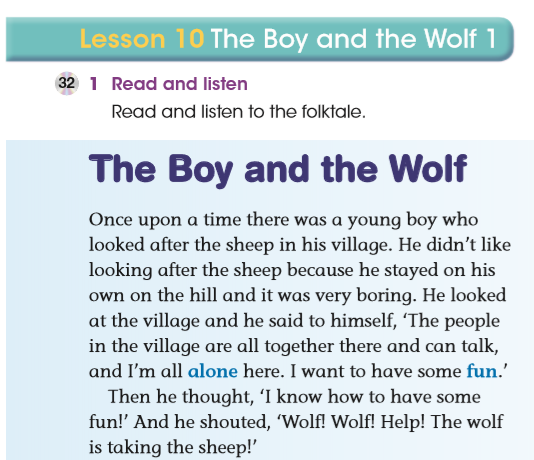 Lesson 10 The Boy and the Wolf 1
32 1 Read and listen
Read and listen to the folktale.
The Boy and the Wolf
Once upon a time there was a young boy who
looked after the sheep in his village. He didn’t like
looking after the sheep because he stayed on his
own on the hill and it was very boring. He looked
at the village and he said to himself, ‘The people
in the village are all together there and can talk,
and I’m all alone here. I want to have some fun.’
Then he thought, ‘I know how to have some
fun!’ And he shouted, ‘Wolf! Wolf! Help! The wolf
is taking the sheep!’